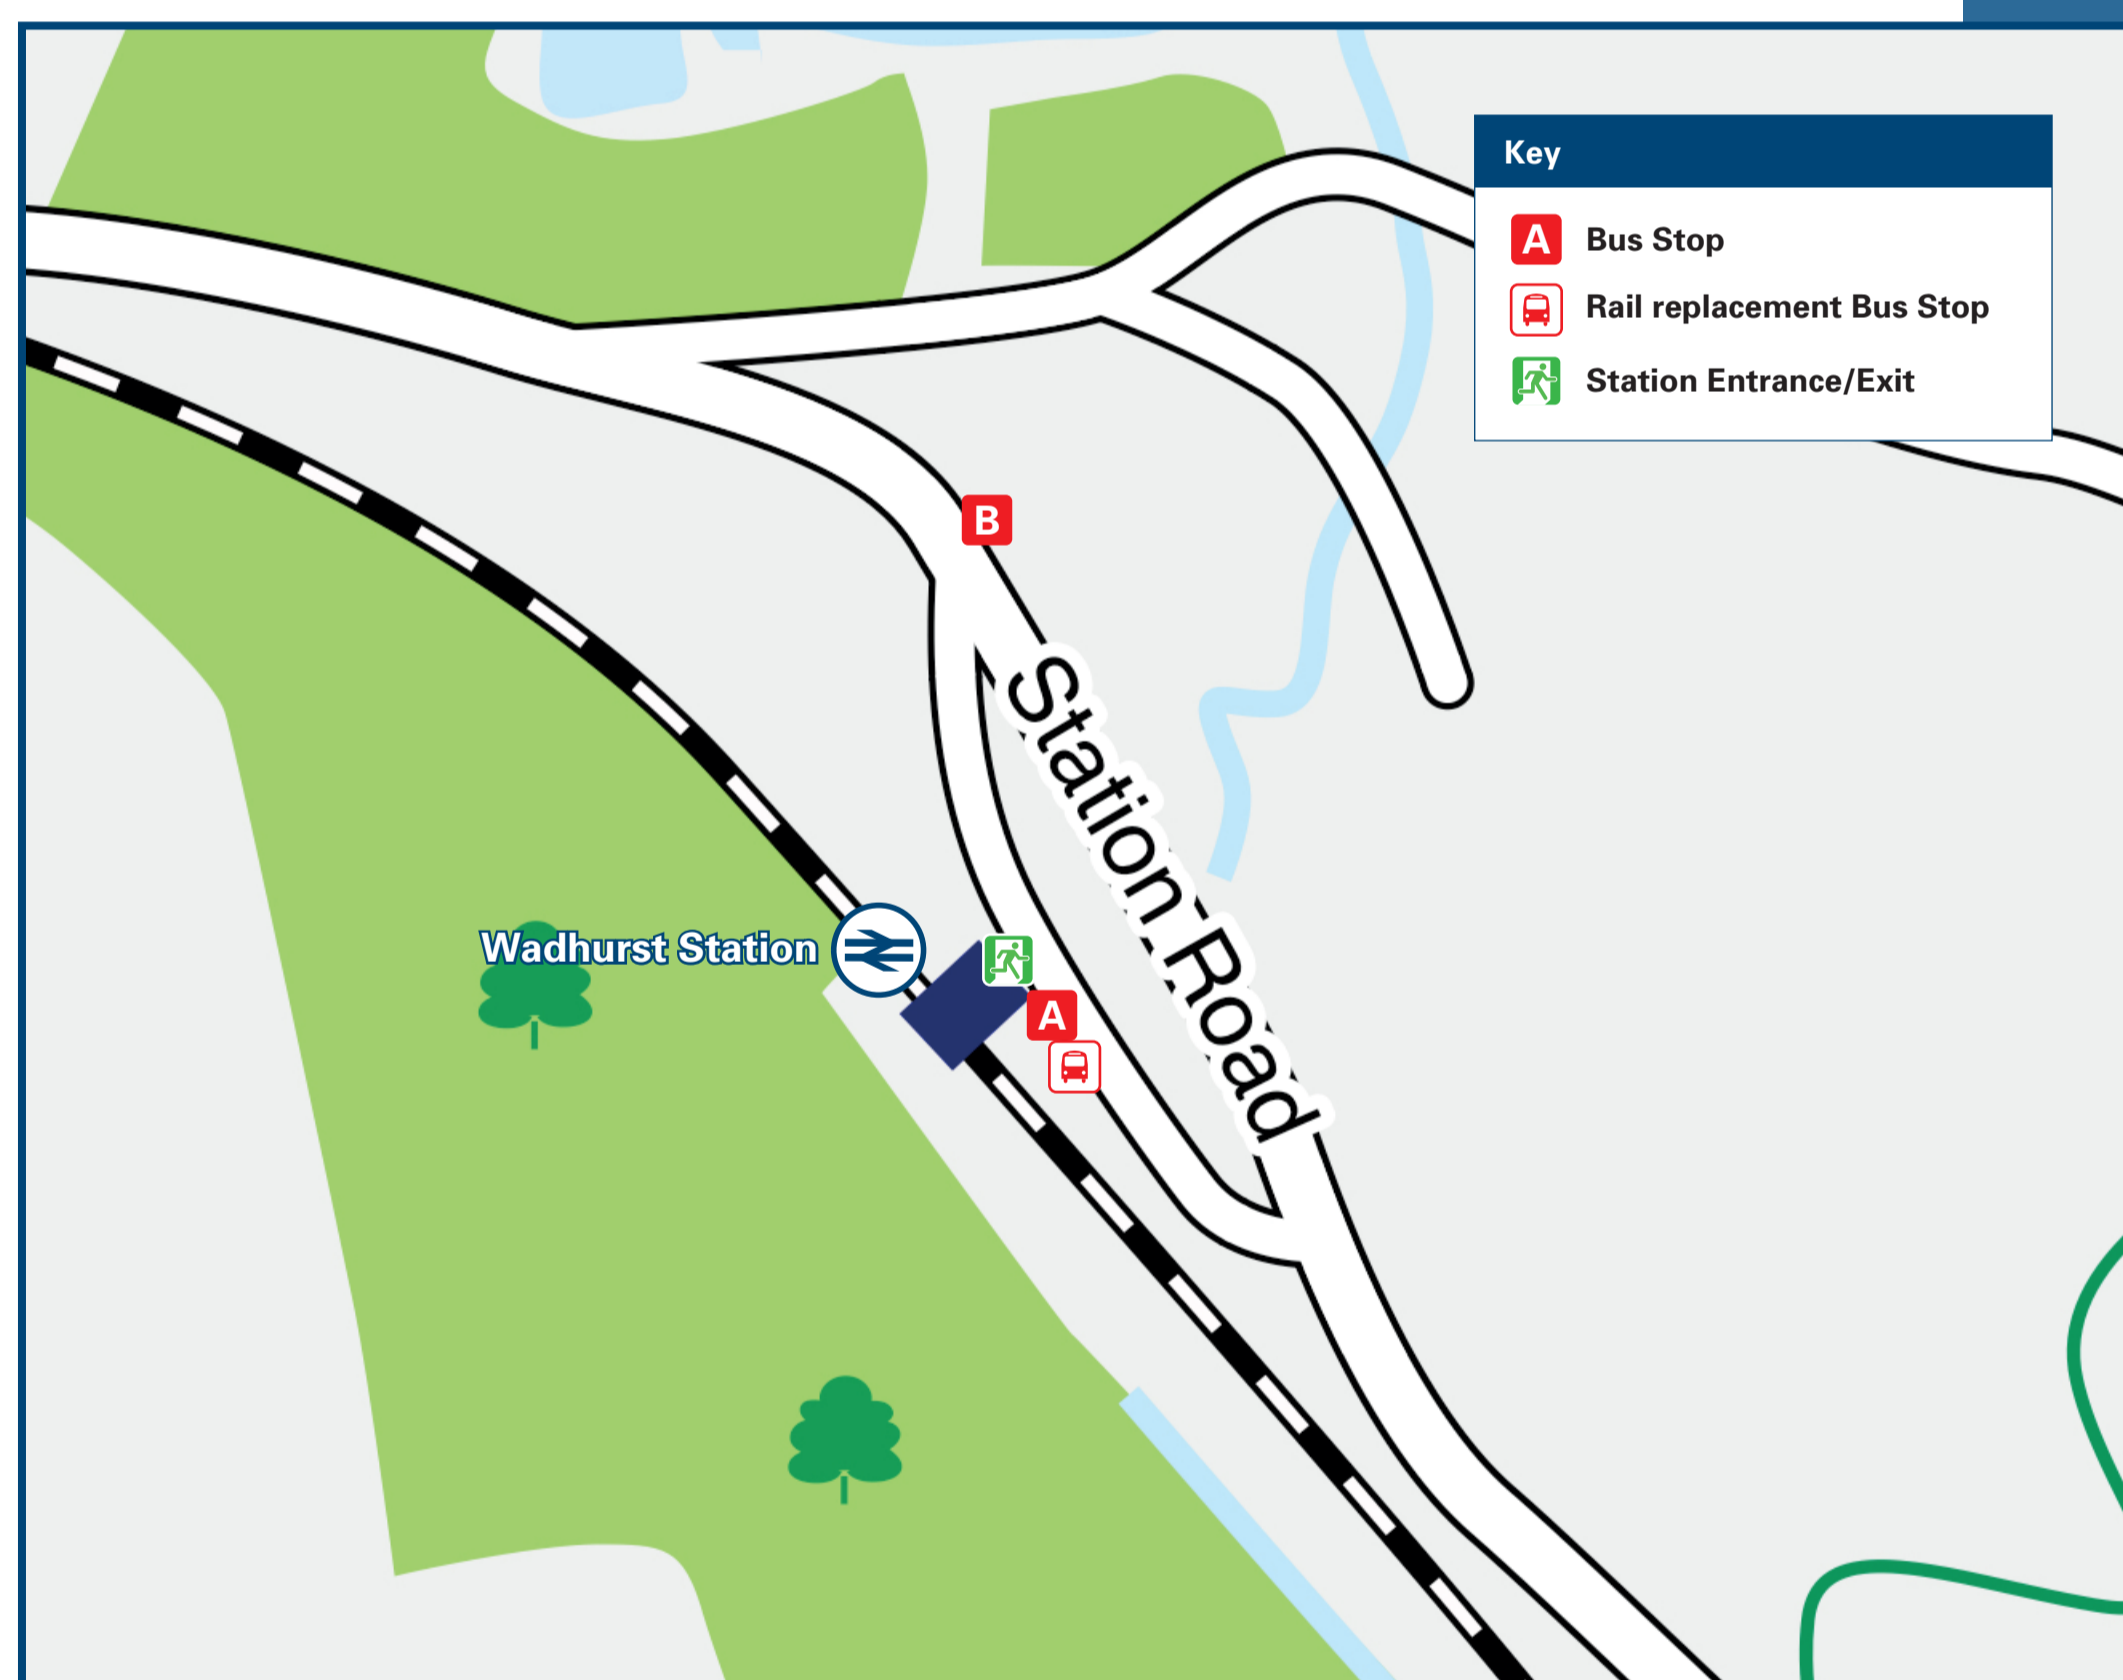 Key
A Bus Stop
Rail replacement Bus Stop
Station Entrance/Exit
B
Station Road
Wadhurst Station
A